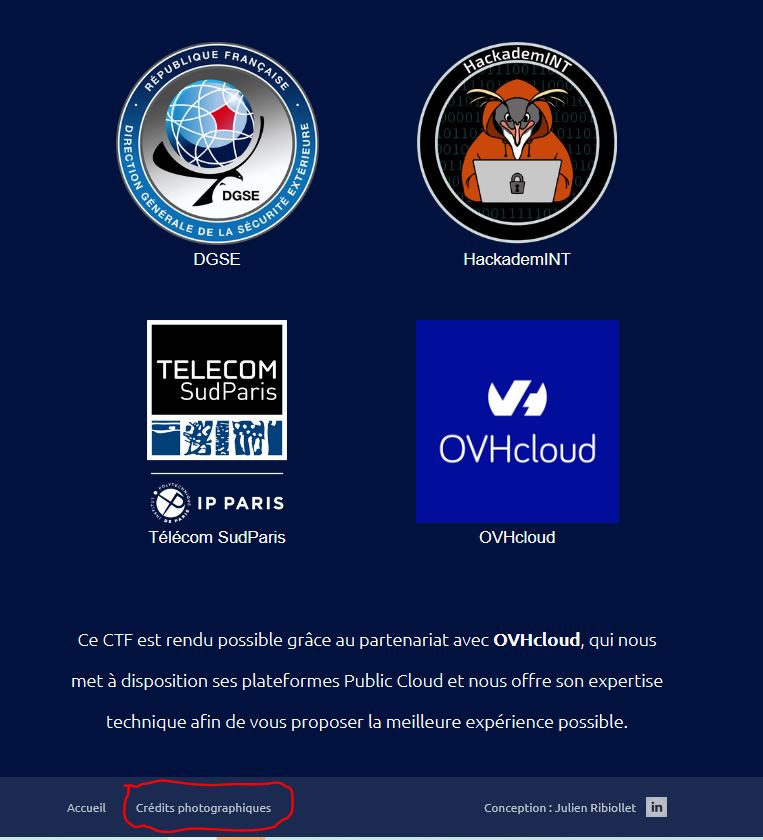 RÉPUBLIQUE FRANÇAISE
DIRECTION GÉNÉRALE DE LA SÉCURITÉ EXTÉRIEURE
DGSE
DGSE
HackademINT
HackademINT
TELECOM
SudParis
IP PARIS
Télécom SudParis
OVHcloud
OVHcloud
Ce CTF est rendu possible grâce au partenariat avec OVHcloud, qui nous
met à disposition ses plateformes Public Cloud et nous offre son expertise
technique afin de vous proposer la meilleure expérience possible.
Accueil
Crédits photographiques
Conception : Julien Ribiollet
in